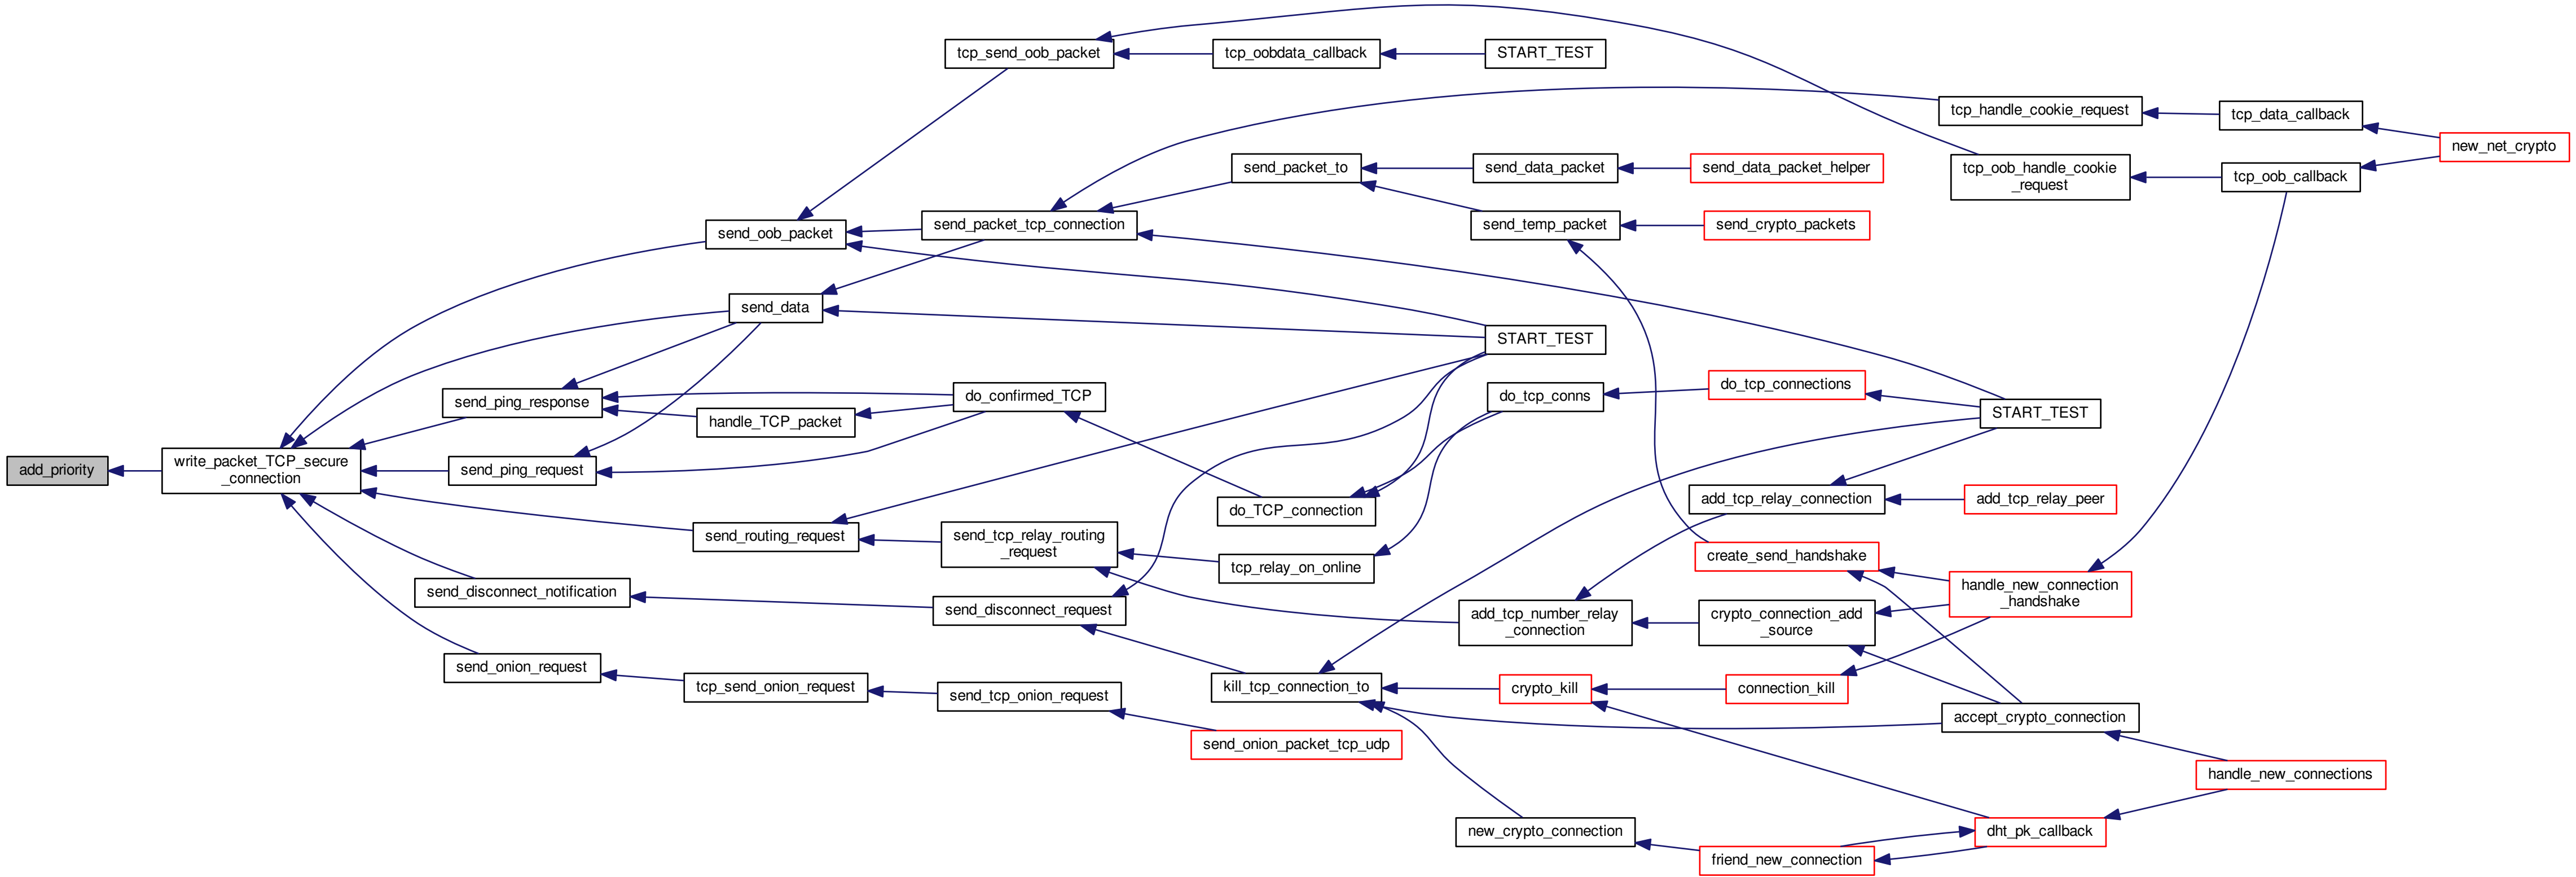 add_priority
write_packet_TCP_secure
_connection
send_oob_packet
send_data
send_ping_response
send_ping_request
send_routing_request
send_disconnect_notification
send_onion_request
handle_TCP_packet
tcp_send_onion_request
tcp_send_oob_packet
send_packet_tcp_connection
do_confirmed_TCP
send_tcp_relay_routing
_request
send_disconnect_request
send_tcp_onion_request
tcp_oobdata_callback
send_packet_to
do_TCP_connection
tcp_relay_on_online
kill_tcp_connection_to
send_onion_packet_tcp_udp
START_TEST
send_data_packet
send_temp_packet
START_TEST
do_tcp_conns
add_tcp_number_relay
_connection
crypto_kill
new_crypto_connection
send_data_packet_helper
send_crypto_packets
do_tcp_connections
add_tcp_relay_connection
create_send_handshake
crypto_connection_add
_source
connection_kill
friend_new_connection
tcp_handle_cookie_request
tcp_oob_handle_cookie
_request
START_TEST
add_tcp_relay_peer
handle_new_connection
_handshake
accept_crypto_connection
dht_pk_callback
tcp_data_callback
tcp_oob_callback
handle_new_connections
new_net_crypto